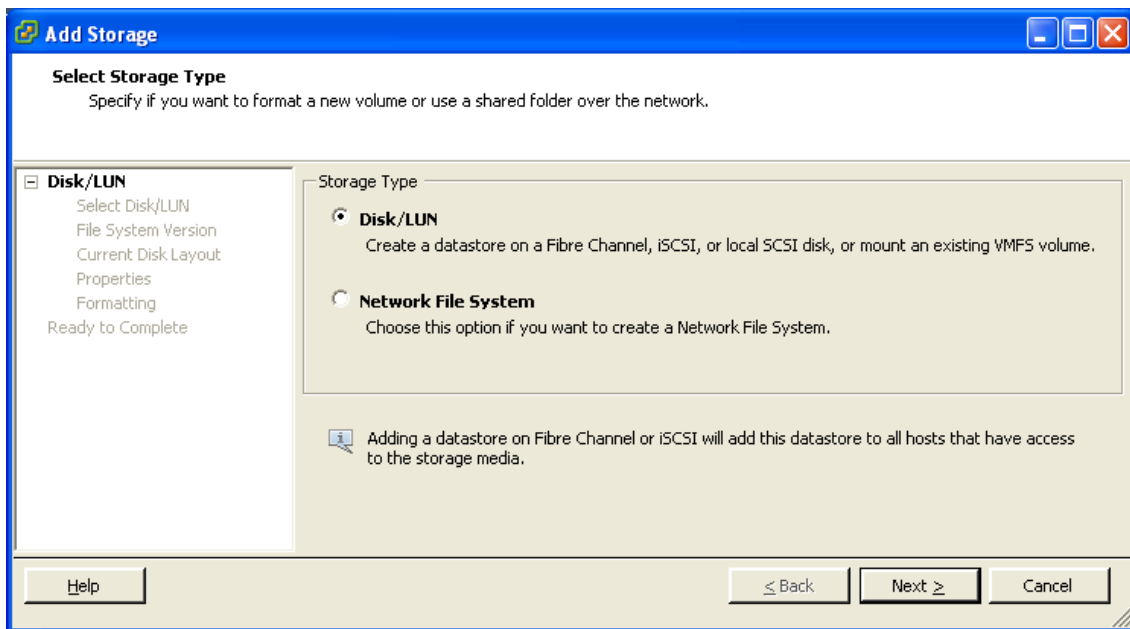 Add Storage
Select Storage Type
Specify if you want to format a new volume or use a shared folder over the network.
Disk/LUN
Select Disk/LUN
File System Version
Current Disk Layout
Properties
Formatting
Ready to Complete
Storage Type
Disk/LUN
Create a datastore on a Fibre Channel, iSCSI, or local SCSI disk, or mount an existing VMFS volume.
Network File System
Choose this option if you want to create a Network File System.
Adding a datastore on Fibre Channel or iSCSI will add this datastore to all hosts that have access
to the storage media.
Help
< Back
Next >
Cancel